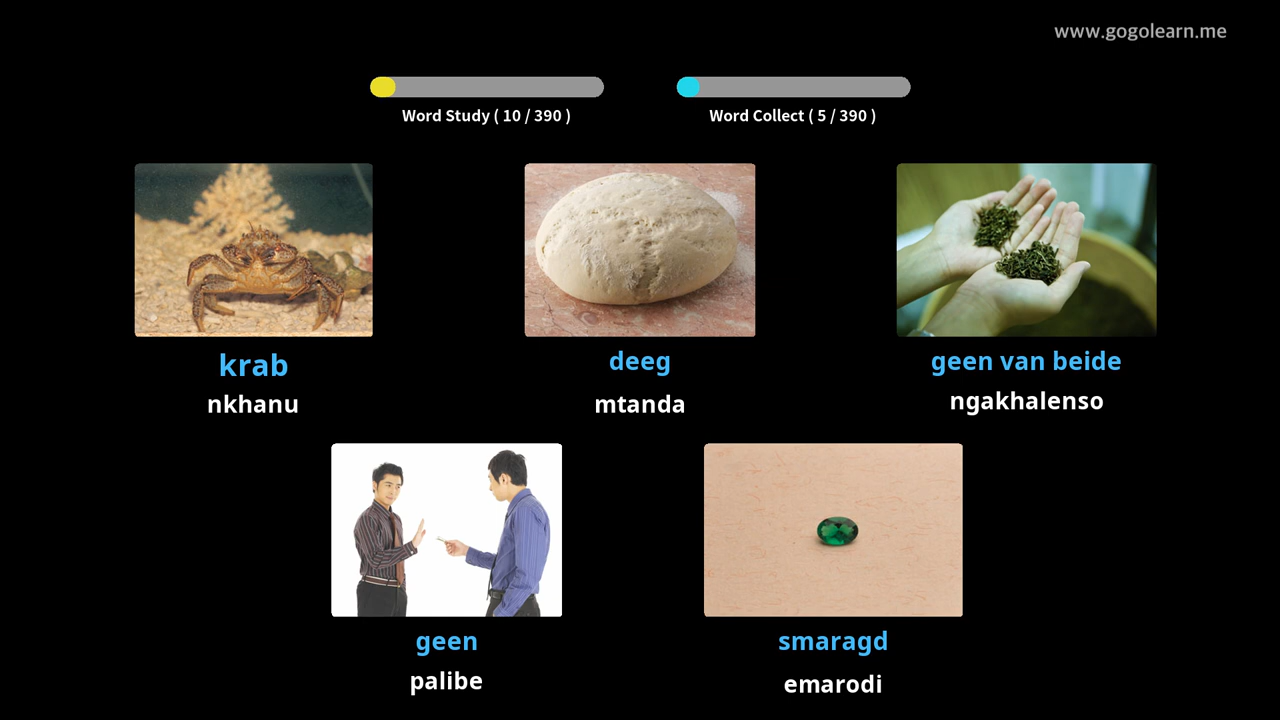 www.gogolearn.me
Word Study ( 10 / 390 )
Word Collect ( 5 / 390 )
krab
nkhanu
deeg
mtanda
geen van beide
ngakhalenso
geen
palibe
smaragd
emarodi